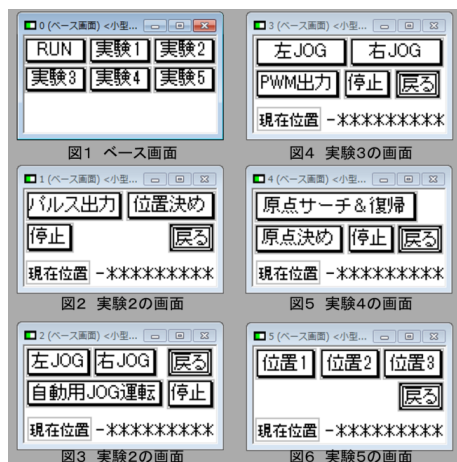 0 (ベース画面) <小型...
RUN 実験1 実験2
実験3 実験4 実験5
図1 ベース画面
1 (ベース画面) <小型...
パルス出力 位置決め
停止 戻る
現在位置 -*********
図2 実験2の画面
2 (ベース画面) <小型...
左JOG 右JOG 戻る
自動用JOG運転 停止
現在位置 -*********
図3 実験2の画面
3 (ベース画面) <小型...
左JOG 右JOG
PWM出力 停止 戻る
現在位置 -*********
図4 実験3の画面
4 (ベース画面) <小型...
原点サーチ&復帰
原点決め 停止 戻る
現在位置 -*********
図5 実験4の画面
5 (ベース画面) <小型...
位置1 位置2 位置3
戻る
現在位置 -*********
図6 実験5の画面